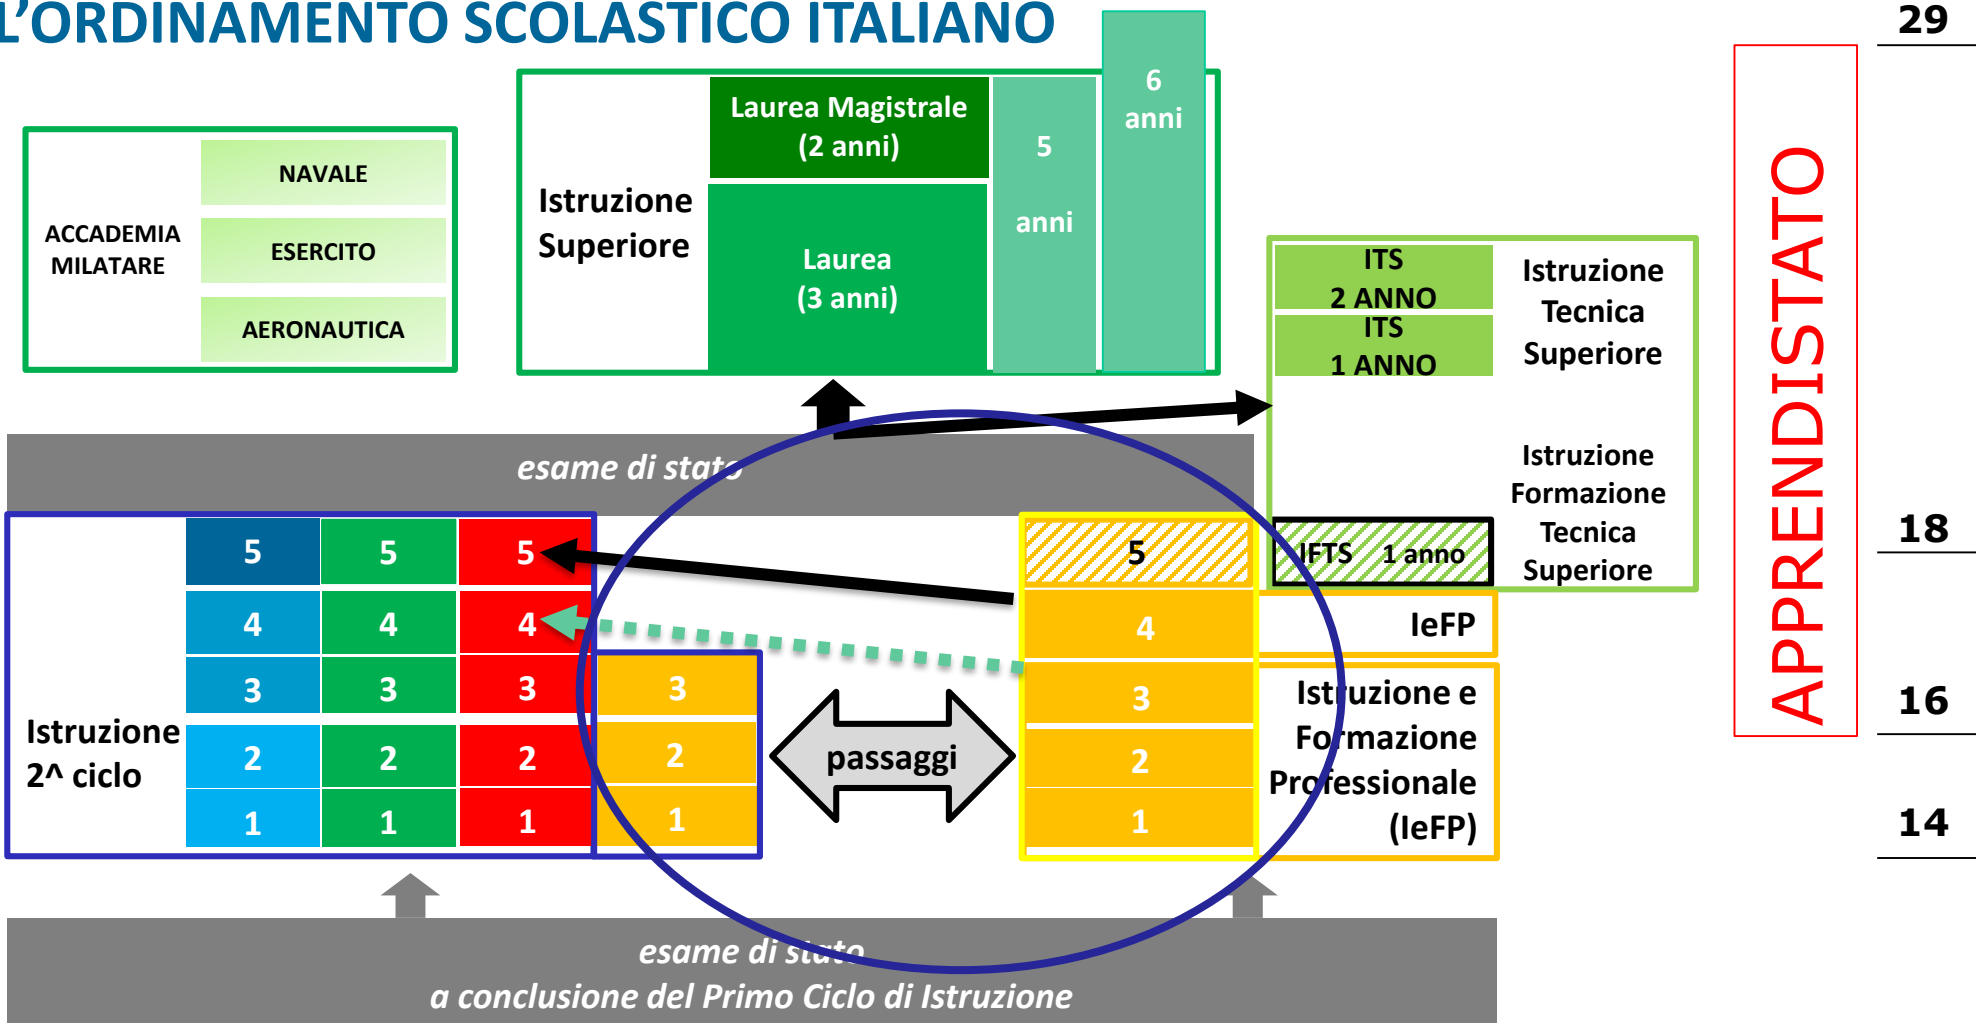 L’ORDINAMENTO SCOLASTICO ITALIANO
29
ACCADEMIA
MILATARE
NAVALE
ESERCITO
AERONAUTICA
Istruzione
Superiore
Laurea Magistrale
(2 anni)
Laurea
(3 anni)
5
anni
6
anni
ITS
2 ANNO
ITS
1 ANNO
Istruzione
Tecnica
Superiore
Istruzione
Formazione
Tecnica
Superiore
IFTS 1 anno
APPRENDISTATO
esame di stato
18
Istruzione
2^ ciclo
5 5 5
4 4 4
3 3 3 3
2 2 2 2
1 1 1 1
passaggi
5
4
3
2
1
IeFP
Istruzione e
Formazione
Professionale
(IeFP)
16
14
esame di stato
a conclusione del Primo Ciclo di Istruzione